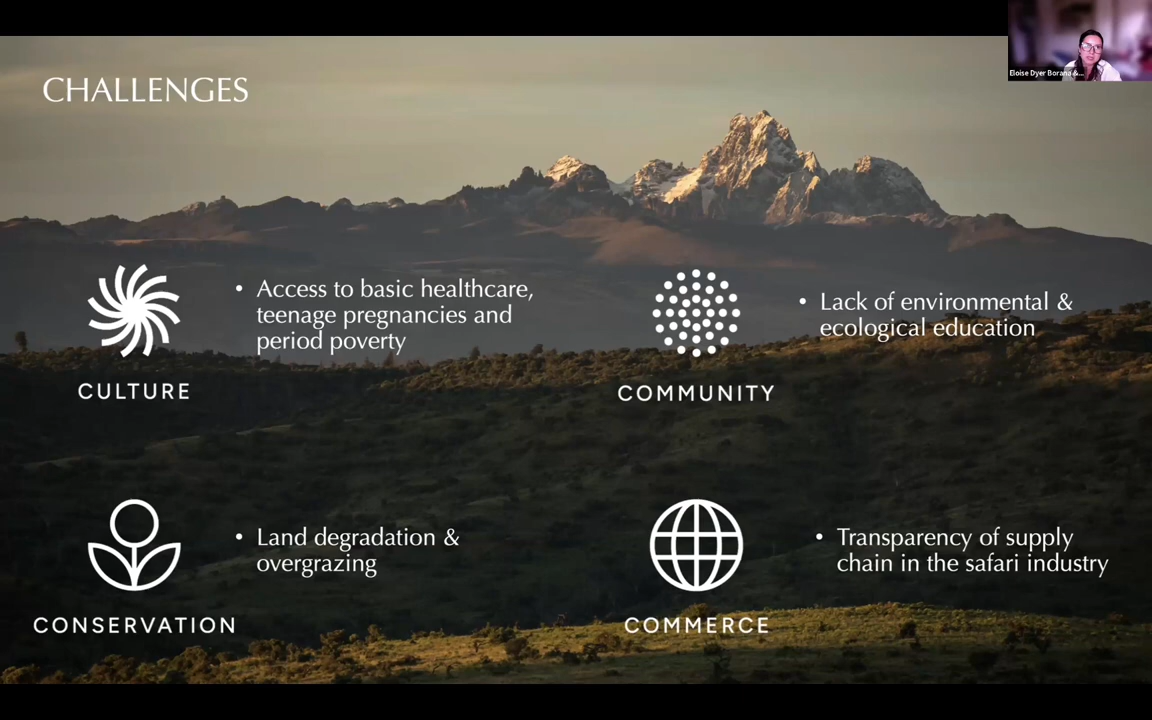 Eloise Dyer Borana &...
CHALLENGES
• Access to basic healthcare,
teenage pregnancies and
period poverty
CULTURE
• Lack of environmental &
ecological education
COMMUNITY
• Land degradation &
overgrazing
CONSERVATION
• Transparency of supply
chain in the safari industry
COMMERCE